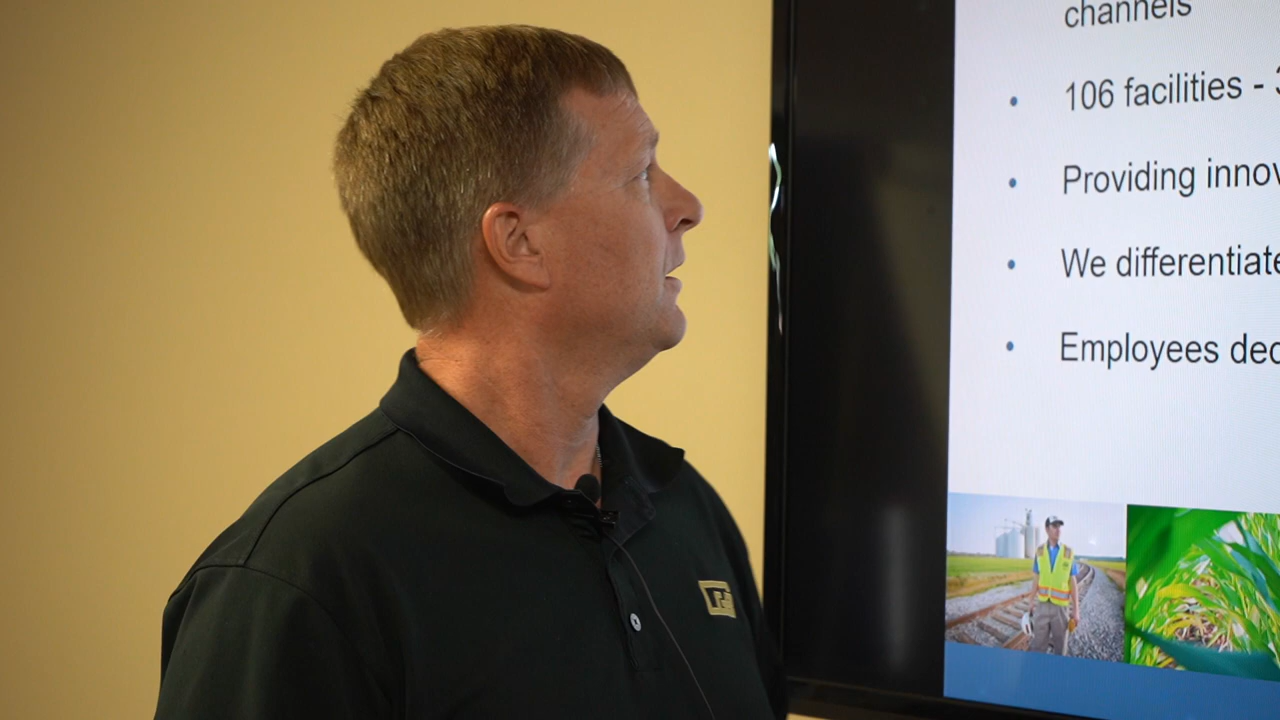 channels
• 106 facilities -
• Providing innov
• We differentiate
• Employees dec